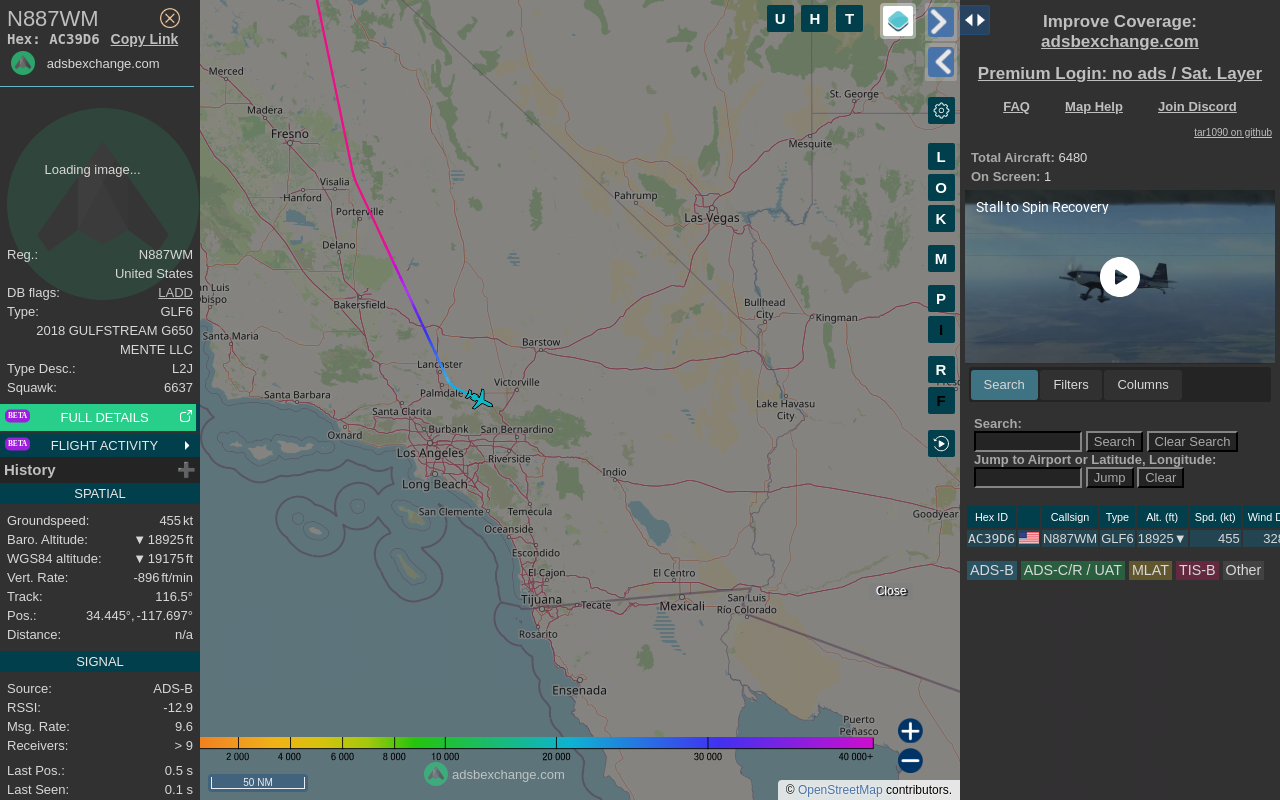 N887WM
Hex: AC39D6 Copy Link
adsbexchange.com
Loading image...
Reg.: N887WM
United States
DB flags: LADD
Type: GLF6
2018 GULFSTREAM G650
MENTE LLC
Type Desc.: L2J
Squawk: 6637
BETA FULL DETAILS
BETA FLIGHT ACTIVITY
History
SPATIAL
Groundspeed: 455 kt
Baro. Altitude: ▼ 18925 ft
WGS84 altitude: ▼ 19175 ft
Vert. Rate: -896 ft/min
Track: 116.5°
Pos.: 34.445°, -117.697°
Distance: n/a
SIGNAL
Source: ADS-B
RSSI: -12.9
Msg. Rate: 9.6
Receivers: > 9
Last Pos.: 0.5 s
Last Seen: 0.1 s
U H T
L
O
K
M
P
I
R
F
Merced
Madera
Fresno
Visalia
Hanford
Porterville
Delano
Bakersfield
Santa Maria
Santa Barbara
Lancaster
Palmdale
Victorville
Barstow
Santa Clarita
Oxnard
Burbank
San Bernardino
Los Angeles
Riverside
Long Beach
San Clemente
Temecula
Oceanside
Escondido
El Cajon
Tijuana
Tecate
Rosarito
Ensenada
Indio
El Centro
Mexicali
San Luis
Río Colorado
St. George
Mesquite
Pahrump
Las Vegas
Bullhead
City
Kingman
Lake Havasu
City
Goodyear
Puerto
Peñasco
Close
2 000 4 000 6 000 8 000 10 000 20 000 30 000 40 000+
50 NM
adsbexchange.com
© OpenStreetMap contributors.
Improve Coverage:
adsbexchange.com
Premium Login: no ads / Sat. Layer
FAQ Map Help Join Discord
tar1090 on github
Total Aircraft: 6480
On Screen: 1
Stall to Spin Recovery
Search Filters Columns
Search:
Search Clear Search
Jump to Airport or Latitude, Longitude:
Jump Clear
Hex ID Callsign Type Alt. (ft) Spd. (kt) Wind D
AC39D6 N887WM GLF6 18925 ▼ 455 328
ADS-B ADS-C/R / UAT MLAT TIS-B Other